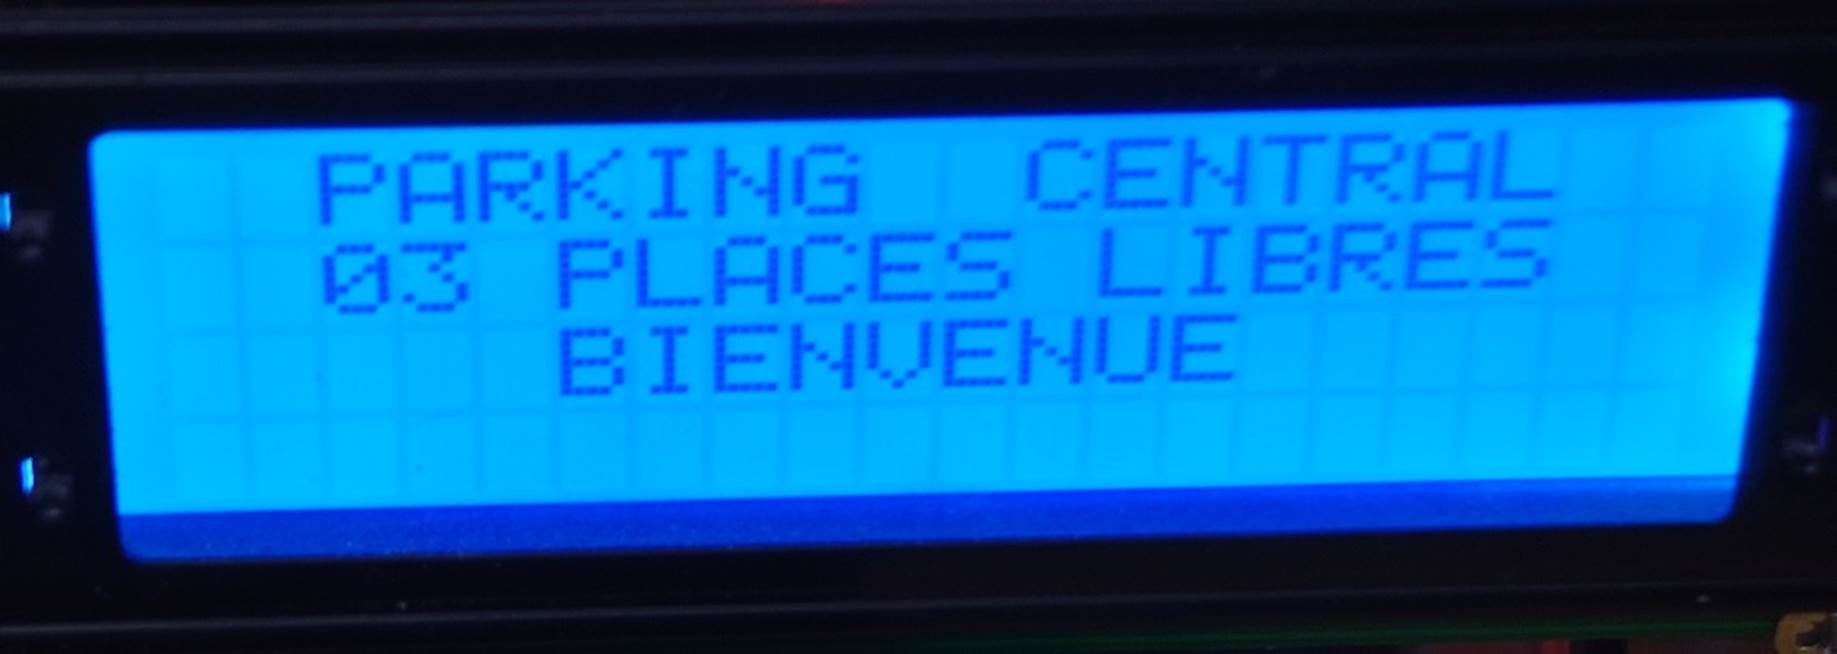 PARKING  CENTRAL
03 PLACES LIBRES
BIENVENUE